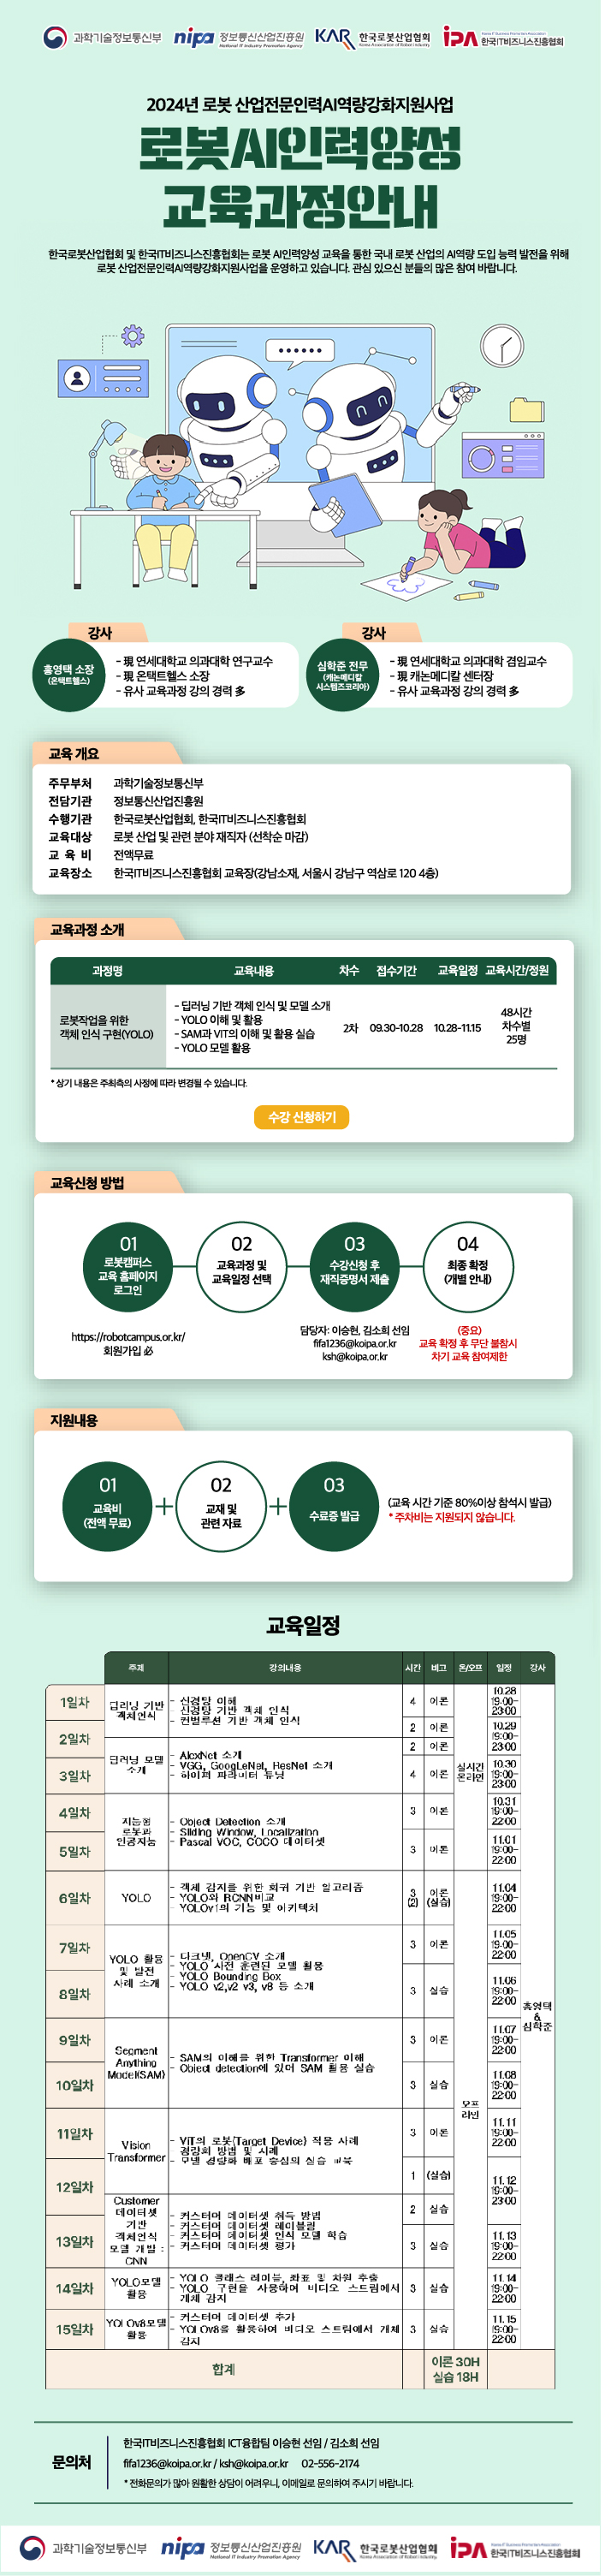 과학기술정보통신부
nipa 정보통신산업진흥원
National IT Industry Promotion Agency
KAR 한국로봇산업협회
Korea Association of Robot Industry
iPA 한국IT비즈니스진흥협회
2024년 로봇 산업전문인력AI역량강화지원사업
로봇AI인력양성
교육과정안내
한국로봇산업협회 및 한국IT비즈니스진흥협회는 로봇 AI인력양성 교육을 통한 국내 로봇 산업의 AI역량 도입 능력 발전을 위해
로봇 산업전문인력AI역량강화지원사업을 운영하고 있습니다. 관심 있으신 분들의 많은 참여 바랍니다.
강사
홍영택 소장
(온택트헬스)
- 現 연세대학교 의과대학 연구교수
- 現 온택트헬스 소장
- 유사 교육과정 강의 경력 多
강사
심학준 전무
(캐논메디칼
시스템즈코리아)
- 現 연세대학교 의과대학 겸임교수
- 現 캐논메디칼 센터장
- 유사 교육과정 강의 경력 多
교육 개요
주무부처 과학기술정보통신부
전담기관 정보통신산업진흥원
수행기관 한국로봇산업협회, 한국IT비즈니스진흥협회
교육대상 로봇 산업 및 관련 분야 재직자 (선착순 마감)
교 육 비 전액무료
교육장소 한국IT비즈니스진흥협회 교육장(강남소재, 서울시 강남구 역삼로 120 4층)
교육과정 소개
과정명 교육내용 차수 접수기간 교육일정 교육시간/정원
로봇작업을 위한
객체 인식 구현(YOLO)
- 딥러닝 기반 객체 인식 및 모델 소개
- YOLO 이해 및 활용
- SAM과 VIT의 이해 및 활용 실습
- YOLO 모델 활용
2차 09.30-10.28 10.28-11.15
48시간
차수별
25명
* 상기 내용은 주최측의 사정에 따라 변경될 수 있습니다.
수강 신청하기
교육신청 방법
01
로봇캠퍼스
교육 홈페이지
로그인
https://robotcampus.or.kr/
회원가입 必
02
교육과정 및
교육일정 선택
03
수강신청 후
재직증명서 제출
담당자: 이승현, 김소희 선임
fifa1236@koipa.or.kr
ksh@koipa.or.kr
04
최종 확정
(개별 안내)
(중요)
교육 확정 후 무단 불참시
차기 교육 참여제한
지원내용
01
교육비
(전액 무료)
+
02
교재 및
관련 자료
+
03
수료증 발급
(교육 시간 기준 80%이상 참석시 발급)
* 주차비는 지원되지 않습니다.
교육일정
주제 강의내용 시간 비고 온/오프 일정 강사
1일차
2일차
3일차
4일차
5일차
6일차
7일차
8일차
9일차
10일차
11일차
12일차
13일차
14일차
15일차
딥러닝 기반
객체인식
- 신경망 이해
- 신경망 기반 객체 인식
- 컨벌루션 기반 객체 인식
4 이론
10.28
19:00-
23:00
2 이론
10.29
19:00-
23:00
딥러닝 모델
소개
- AlexNet 소개
- VGG, GoogLeNet, ResNet 소개
- 하이퍼 파라미터 튜닝
2 이론
4 이론
실시간
온라인
10.30
19:00-
23:00
지능형
로봇과
인공지능
- Object Detection 소개
- Sliding Window, Localization
- Pascal VOC, COCO 데이터셋
3 이론
10.31
19:00-
22:00
3 이론
11.01
19:00-
22:00
YOLO
- 객체 감지를 위한 회귀 기반 알고리즘
- YOLO와 RCNN비교
- YOLOv1의 기능 및 아키텍처
3
(2)
이론
(실습)
11.04
19:00-
22:00
YOLO 활용
및 발전
사례 소개
- 다크넷, OpenCV 소개
- YOLO 사전 훈련된 모델 활용
- YOLO Bounding Box
- YOLO v2,v2 v3, v8 등 소개
3 이론
11.05
19:00-
22:00
3 실습
11.06
19:00-
22:00
홍영택
&
심학준
Segment
Anything
Model(SAM)
- SAM의 이해를 위한 Transformer 이해
- Object detection에 있어 SAM 활용 실습
3 이론
11.07
19:00-
22:00
3 실습
11.08
19:00-
22:00
오프
라인
Vision
Transformer
- ViT의 로봇(Target Device) 적용 사례
- 경량화 방법 및 사례
- 모델 경량화 배포 중심의 실습 교육
3 이론
11.11
19:00-
22:00
1 (실습)
11.12
19:00-
23:00
Customer
데이터셋
기반
객체인식
모델 개발 :
CNN
- 커스터머 데이터셋 취득 방법
- 커스터머 데이터셋 레이블링
- 커스터머 데이터셋 인식 모델 학습
- 커스터머 데이터셋 평가
2 실습
3 실습
11.13
19:00-
22:00
YOLO모델
활용
- YOLO 클래스 레이블, 좌표 및 차원 추출
- YOLO 구현을 사용하여 비디오 스트림에서
개체 감지
3 실습
11.14
19:00-
22:00
YOLOv8모델
활용
- 커스터머 데이터셋 추가
- YOLOv8을 활용하여 비디오 스트림에서 개체
감지
3 실습
11.15
19:00-
22:00
합계
이론 30H
실습 18H
문의처
한국IT비즈니스진흥협회 ICT융합팀 이승현 선임 / 김소희 선임
fifa1236@koipa.or.kr / ksh@koipa.or.kr 02-556-2174
* 전화문의가 많아 원활한 상담이 어려우니, 이메일로 문의하여 주시기 바랍니다.
과학기술정보통신부
nipa 정보통신산업진흥원
National IT Industry Promotion Agency
KAR 한국로봇산업협회
Korea Association of Robot Industry
iPA 한국IT비즈니스진흥협회